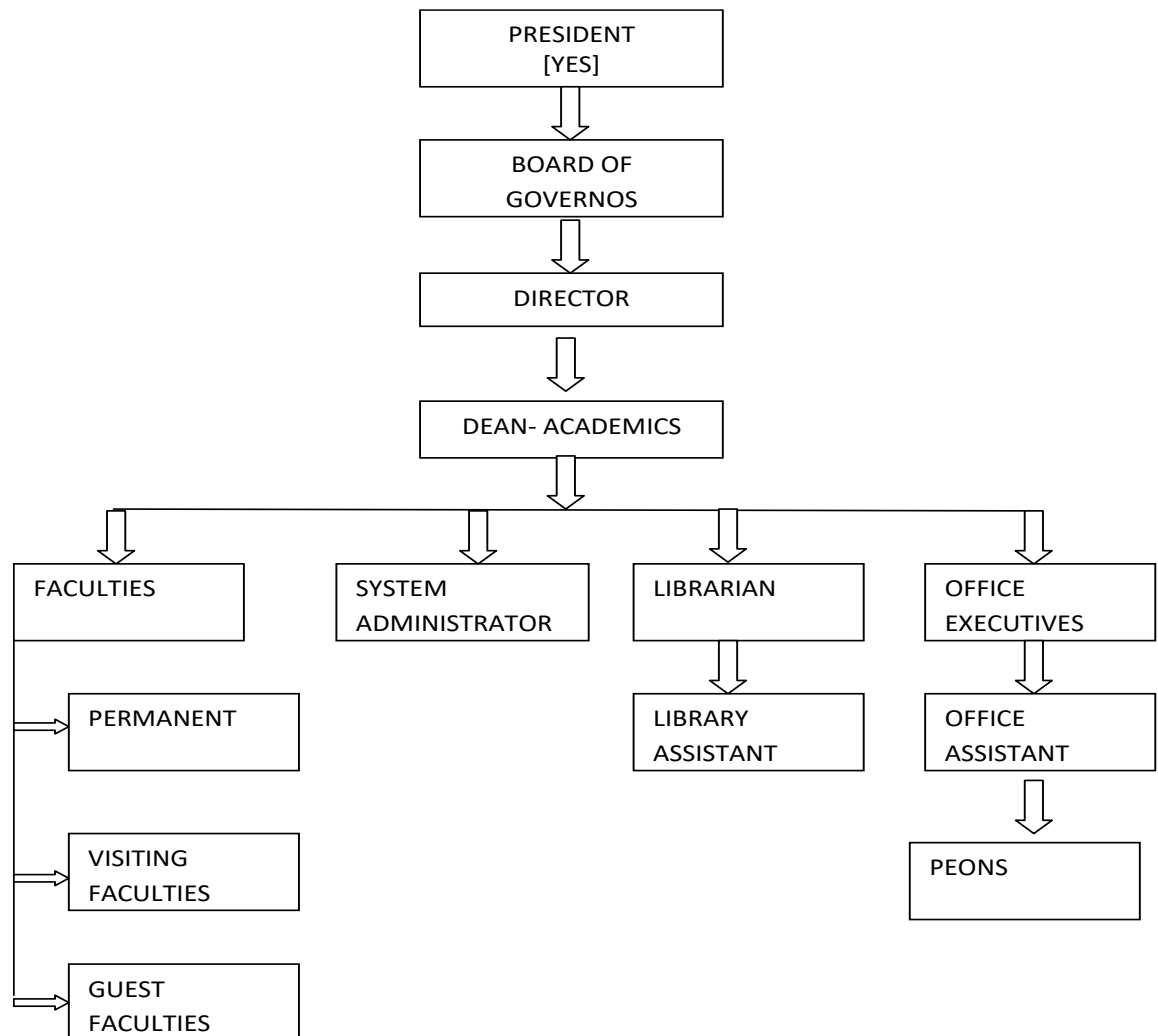 PRESIDENT
[YES]
BOARD OF
GOVERNOS
DIRECTOR
DEAN- ACADEMICS
FACULTIES
SYSTEM
ADMINISTRATOR
LIBRARIAN
OFFICE
EXECUTIVES
PERMANENT
LIBRARY
ASSISTANT
OFFICE
ASSISTANT
VISITING
FACULTIES
PEONS
GUEST
FACULTIES